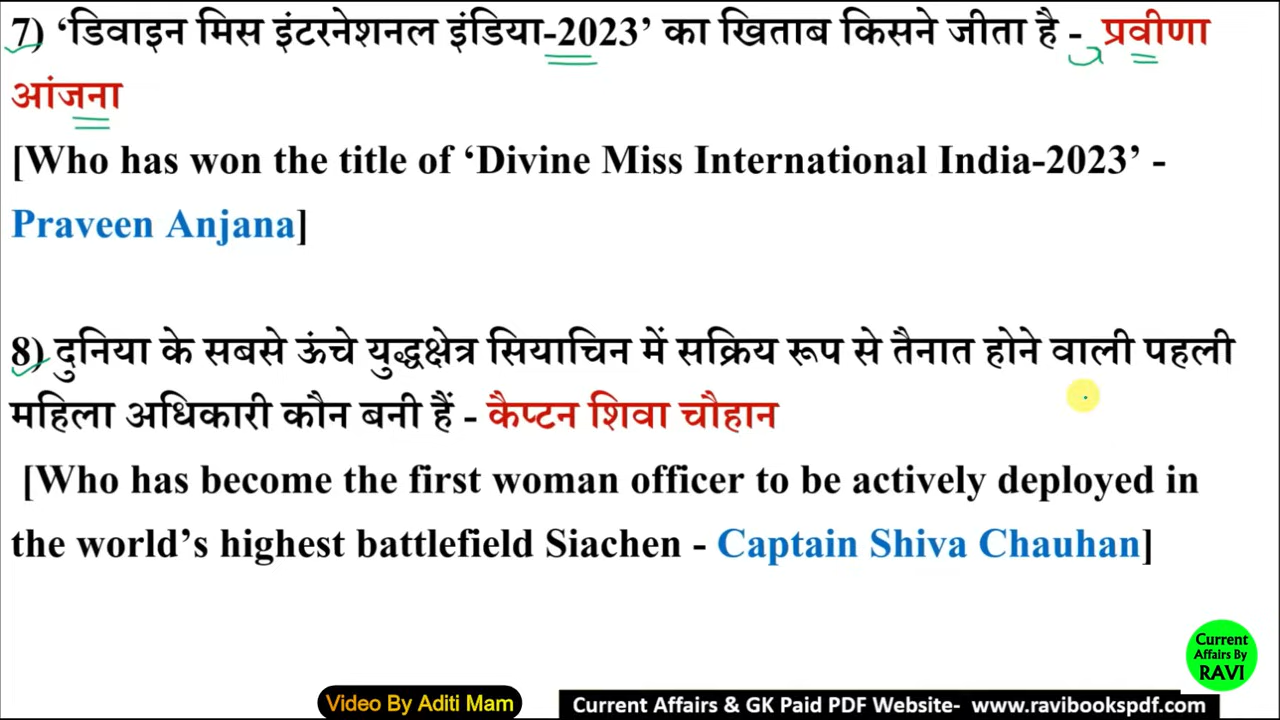 7) ‘डिवाइन मिस इंटरनेशनल इंडिया-2023’ का खिताब किसने जीता है - प्रवीणा
आंजना
[Who has won the title of ‘Divine Miss International India-2023’ -
Praveen Anjana]
8) दुनिया के सबसे ऊंचे युद्धक्षेत्र सियाचिन में सक्रिय रूप से तैनात होने वाली पहली
महिला अधिकारी कौन बनी हैं - कैप्टन शिवा चौहान
[Who has become the first woman officer to be actively deployed in
the world’s highest battlefield Siachen - Captain Shiva Chauhan]
Current
Affairs By
RAVI
Video By Aditi Mam
Current Affairs & GK Paid PDF Website- www.ravibookspdf.com